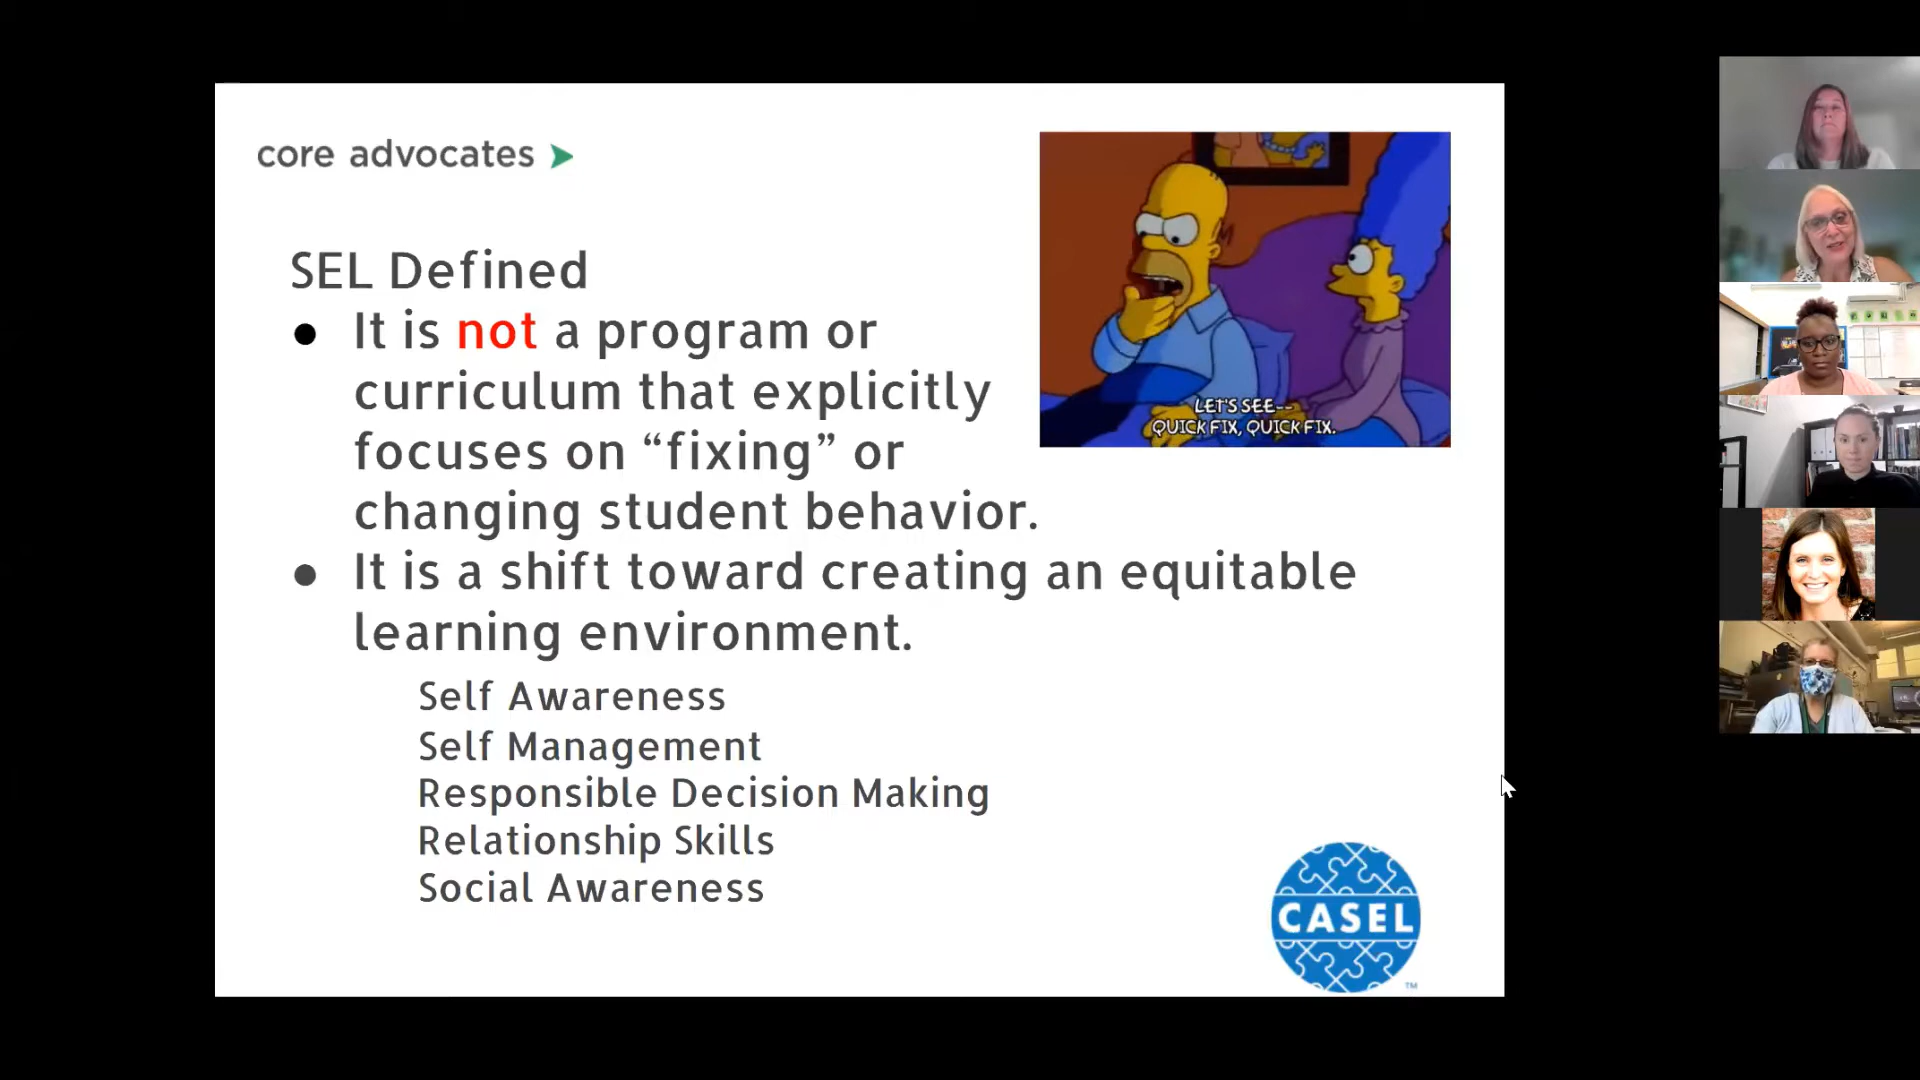 core advocates
LET'S SEE--
QUICK FIX, QUICK FIX.
SEL Defined
● It is not a program or
curriculum that explicitly
focuses on “fixing” or
changing student behavior.
● It is a shift toward creating an equitable
learning environment.
Self Awareness
Self Management
Responsible Decision Making
Relationship Skills
Social Awareness
CASEL
TM